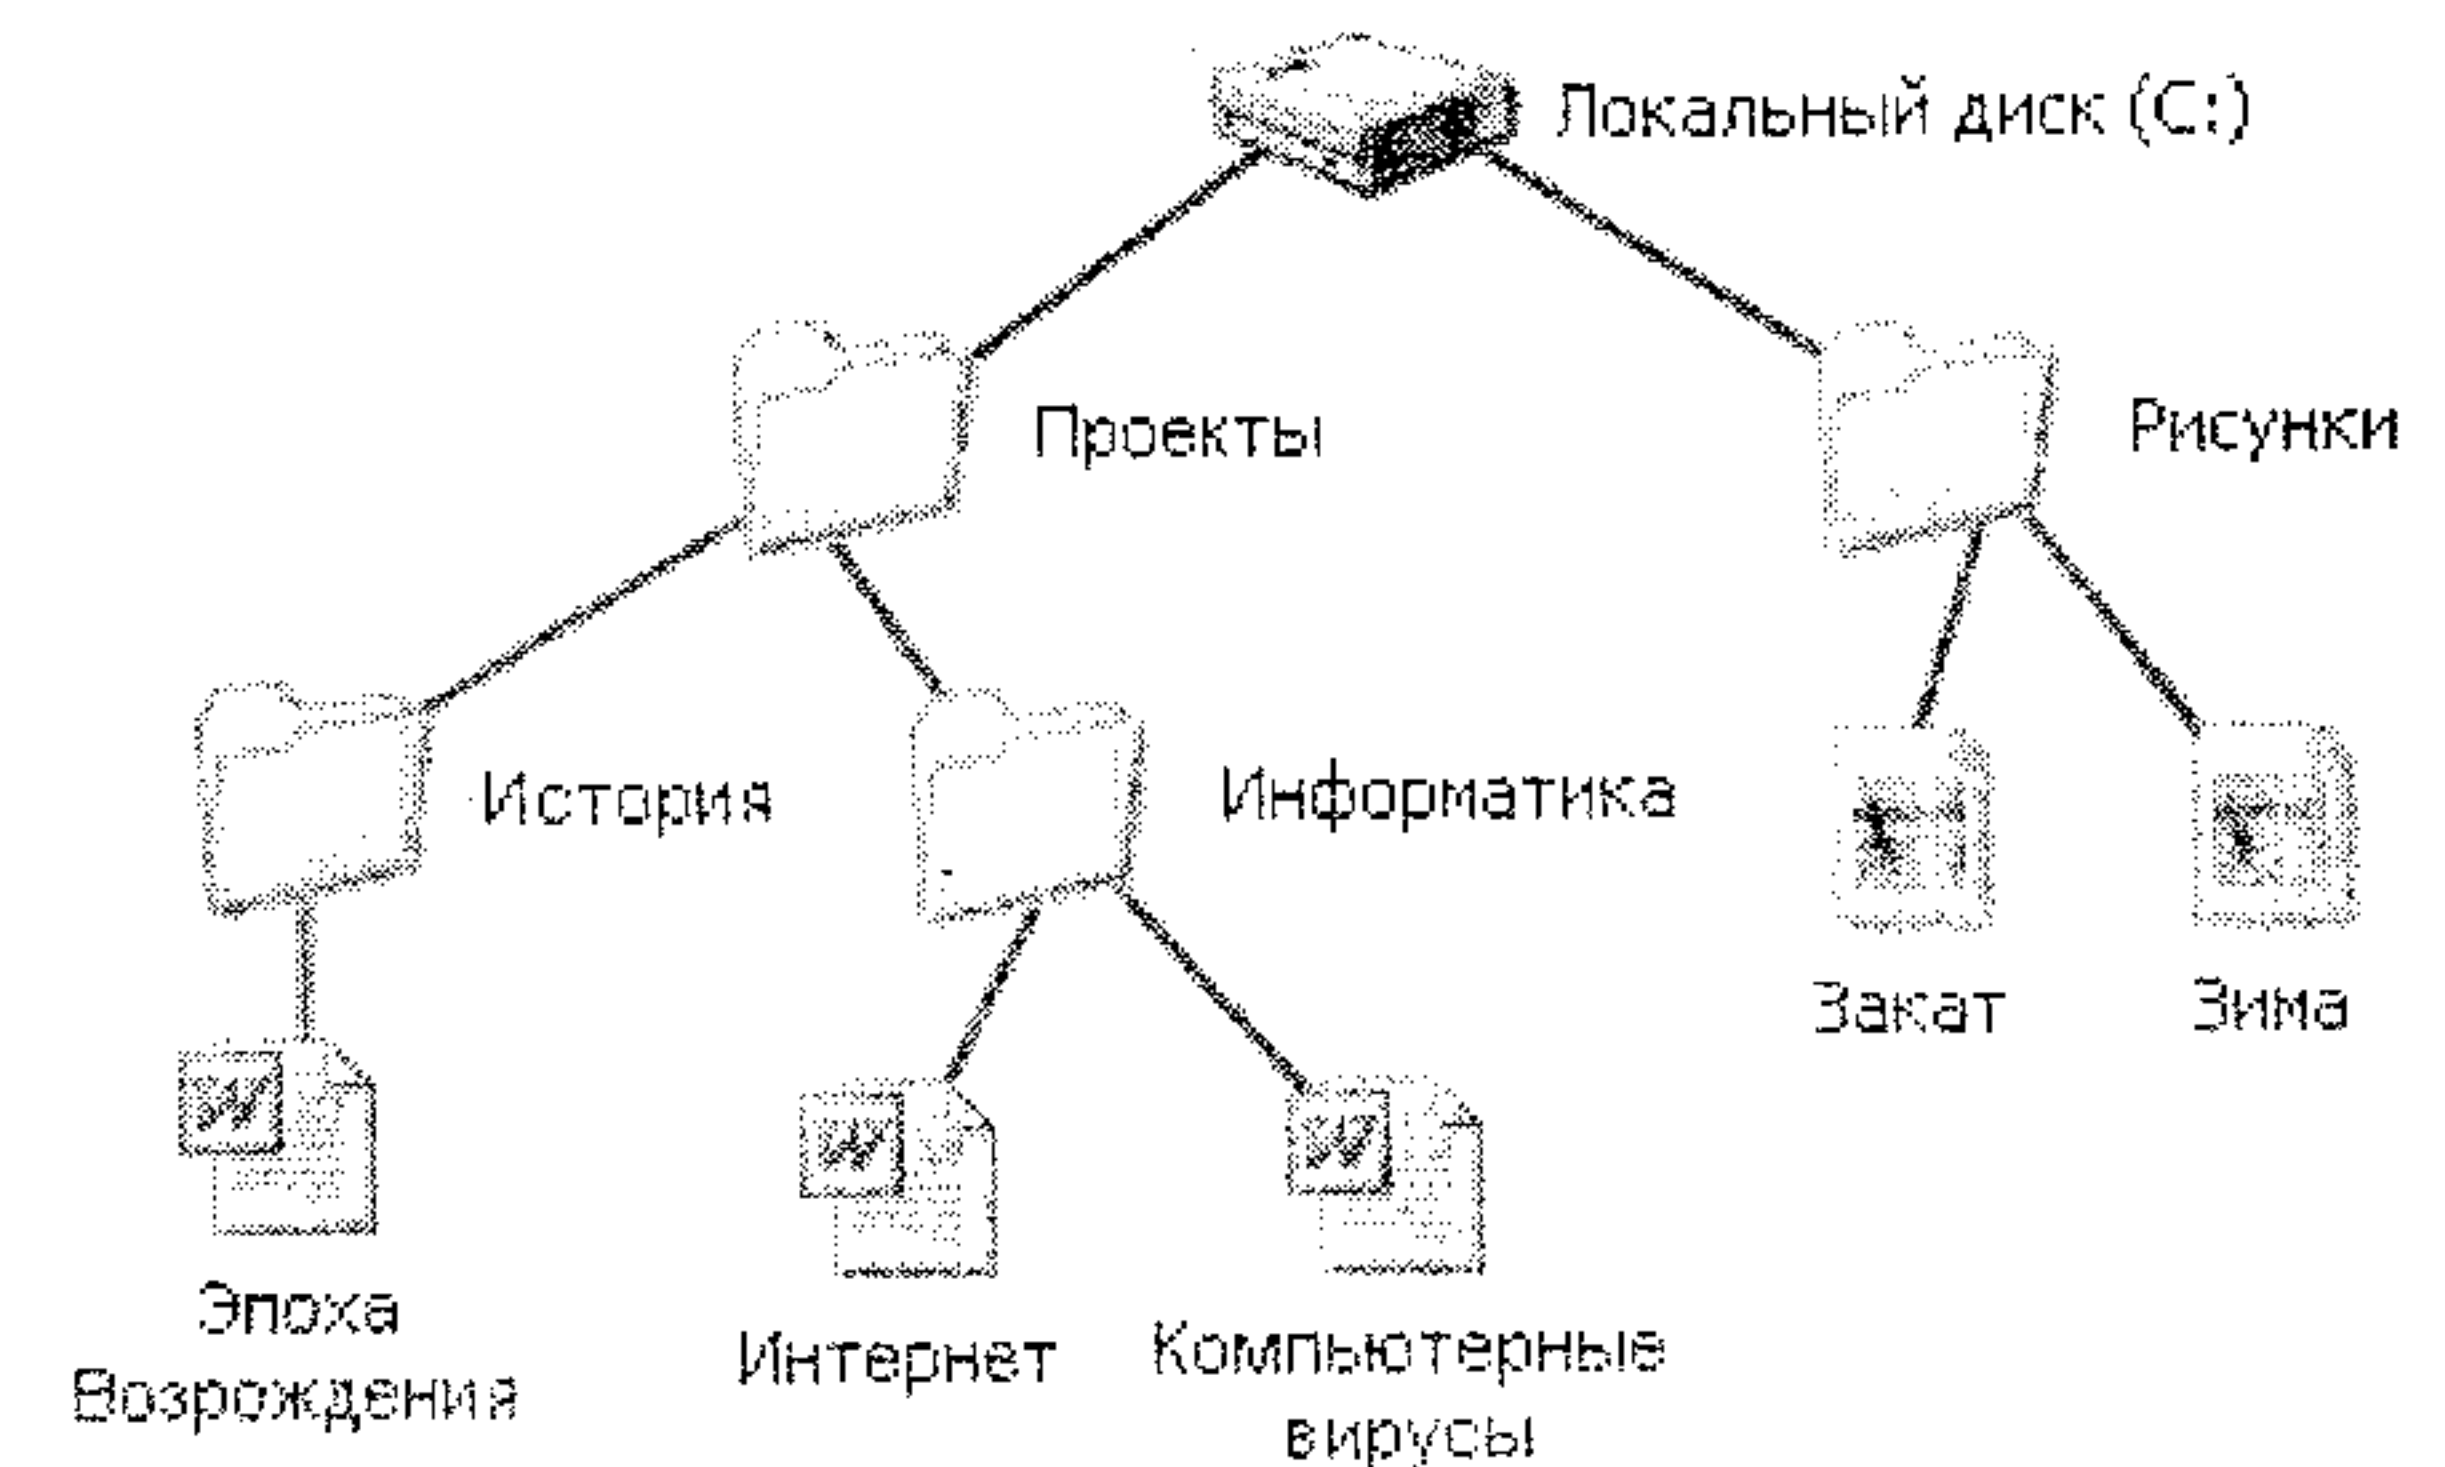 Локальный диск (C:)
Проекты
Рисунки
История
Информатика
Закат
Зима
Эпоха
Возрождения
Интернет
Компьютерные
вирусы